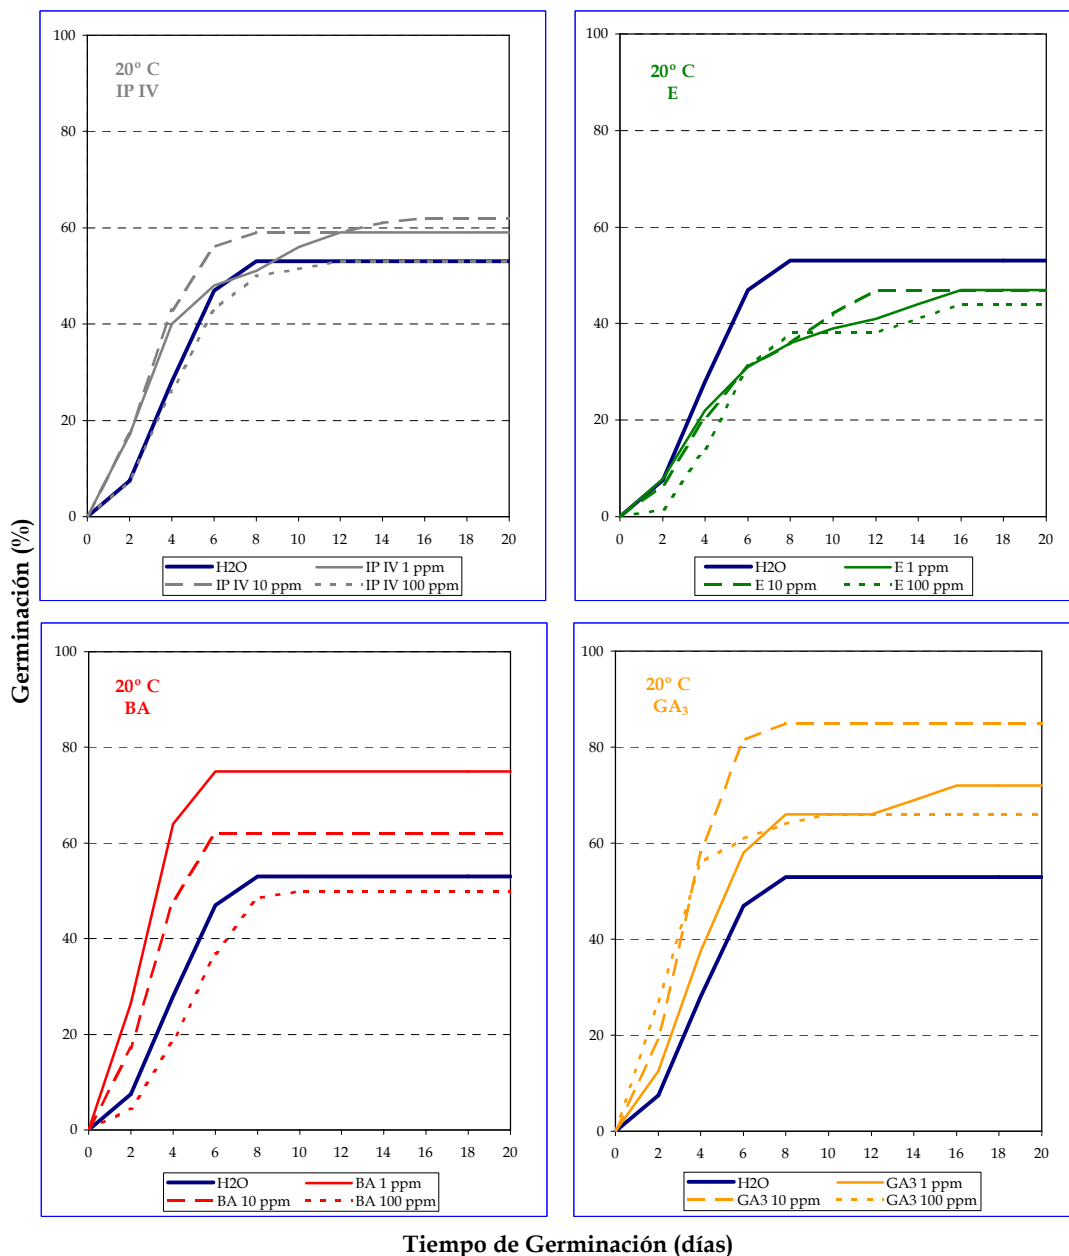 Germinación (%)
20º C
IP IV
100
80
60
40
20
0
0 2 4 6 8 10 12 14 16 18 20
H2O IP IV 1 ppm
IP IV 10 ppm IP IV 100 ppm
20º C
E
100
80
60
40
20
0
0 2 4 6 8 10 12 14 16 18 20
H2O E 1 ppm
E 10 ppm E 100 ppm
20º C
BA
100
80
60
40
20
0
0 2 4 6 8 10 12 14 16 18 20
H2O BA 1 ppm
BA 10 ppm BA 100 ppm
20º C
GA₃
100
80
60
40
20
0
0 2 4 6 8 10 12 14 16 18 20
H2O GA3 1 ppm
GA3 10 ppm GA3 100 ppm
Tiempo de Germinación (días)